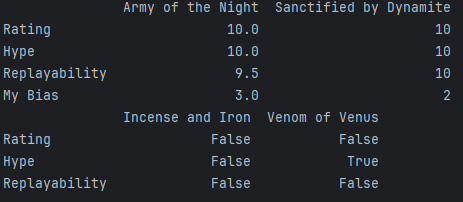 Army of the Night Sanctified by Dynamite
Rating 10.0 10
Hype 10.0 10
Replayability 9.5 10
My Bias 3.0 2
Incense and Iron Venom of Venus
Rating False False
Hype False True
Replayability False False